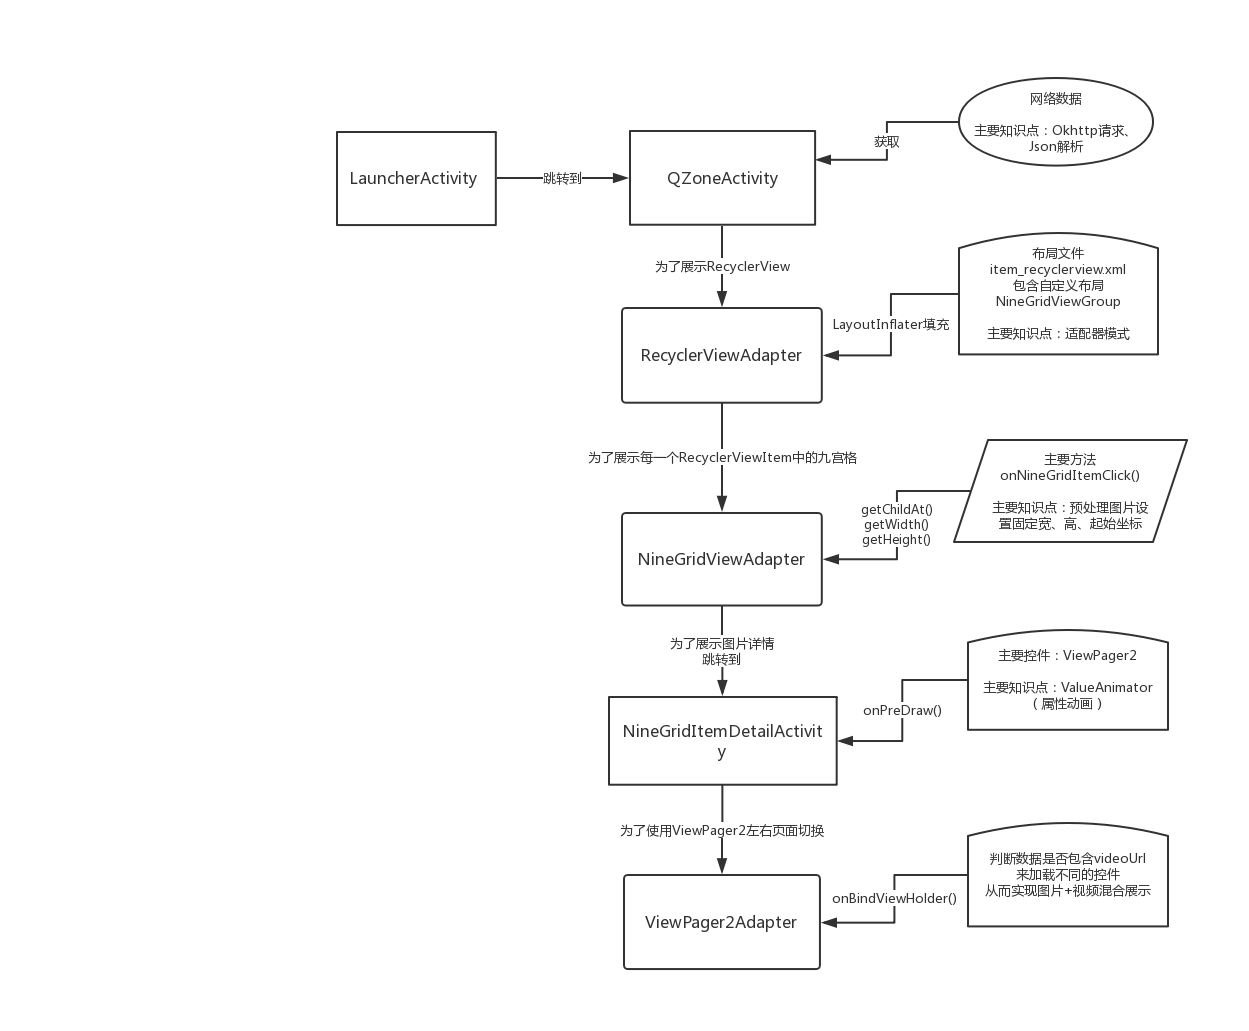 网络数据
主要知识点：Okhttp请求、
Json解析
获取
LauncherActivity
跳转到
QZoneActivity
为了展示RecyclerView
布局文件
item_recyclerview.xml
包含自定义布局
NineGridViewGroup
主要知识点：适配器模式
LayoutInflater填充
RecyclerViewAdapter
为了展示每一个RecyclerViewItem中的九宫格
主要方法
onNineGridItemClick()
主要知识点：预处理图片设
置固定宽、高、起始坐标
getChildAt()
getWidth()
getHeight()
NineGridViewAdapter
为了展示图片详情
跳转到
主要控件：ViewPager2
主要知识点：ValueAnimator
（属性动画）
onPreDraw()
NineGridItemDetailActivit
y
为了使用ViewPager2左右页面切换
判断数据是否包含videoUrl
来加载不同的控件
从而实现图片+视频混合展示
onBindViewHolder()
ViewPager2Adapter